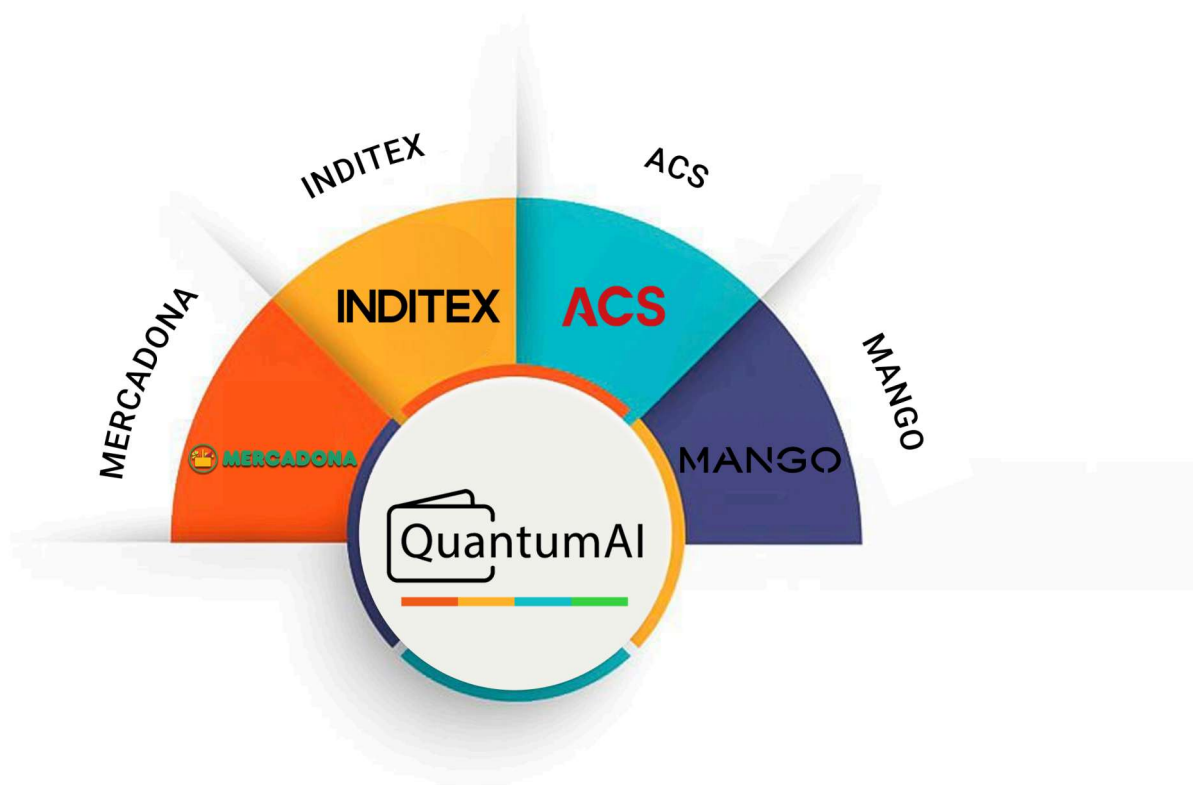 INDITEX
ACS
MERCADONA
MANGO
INDITEX
ACS
MERCADONA
MANGO
QuantumAI